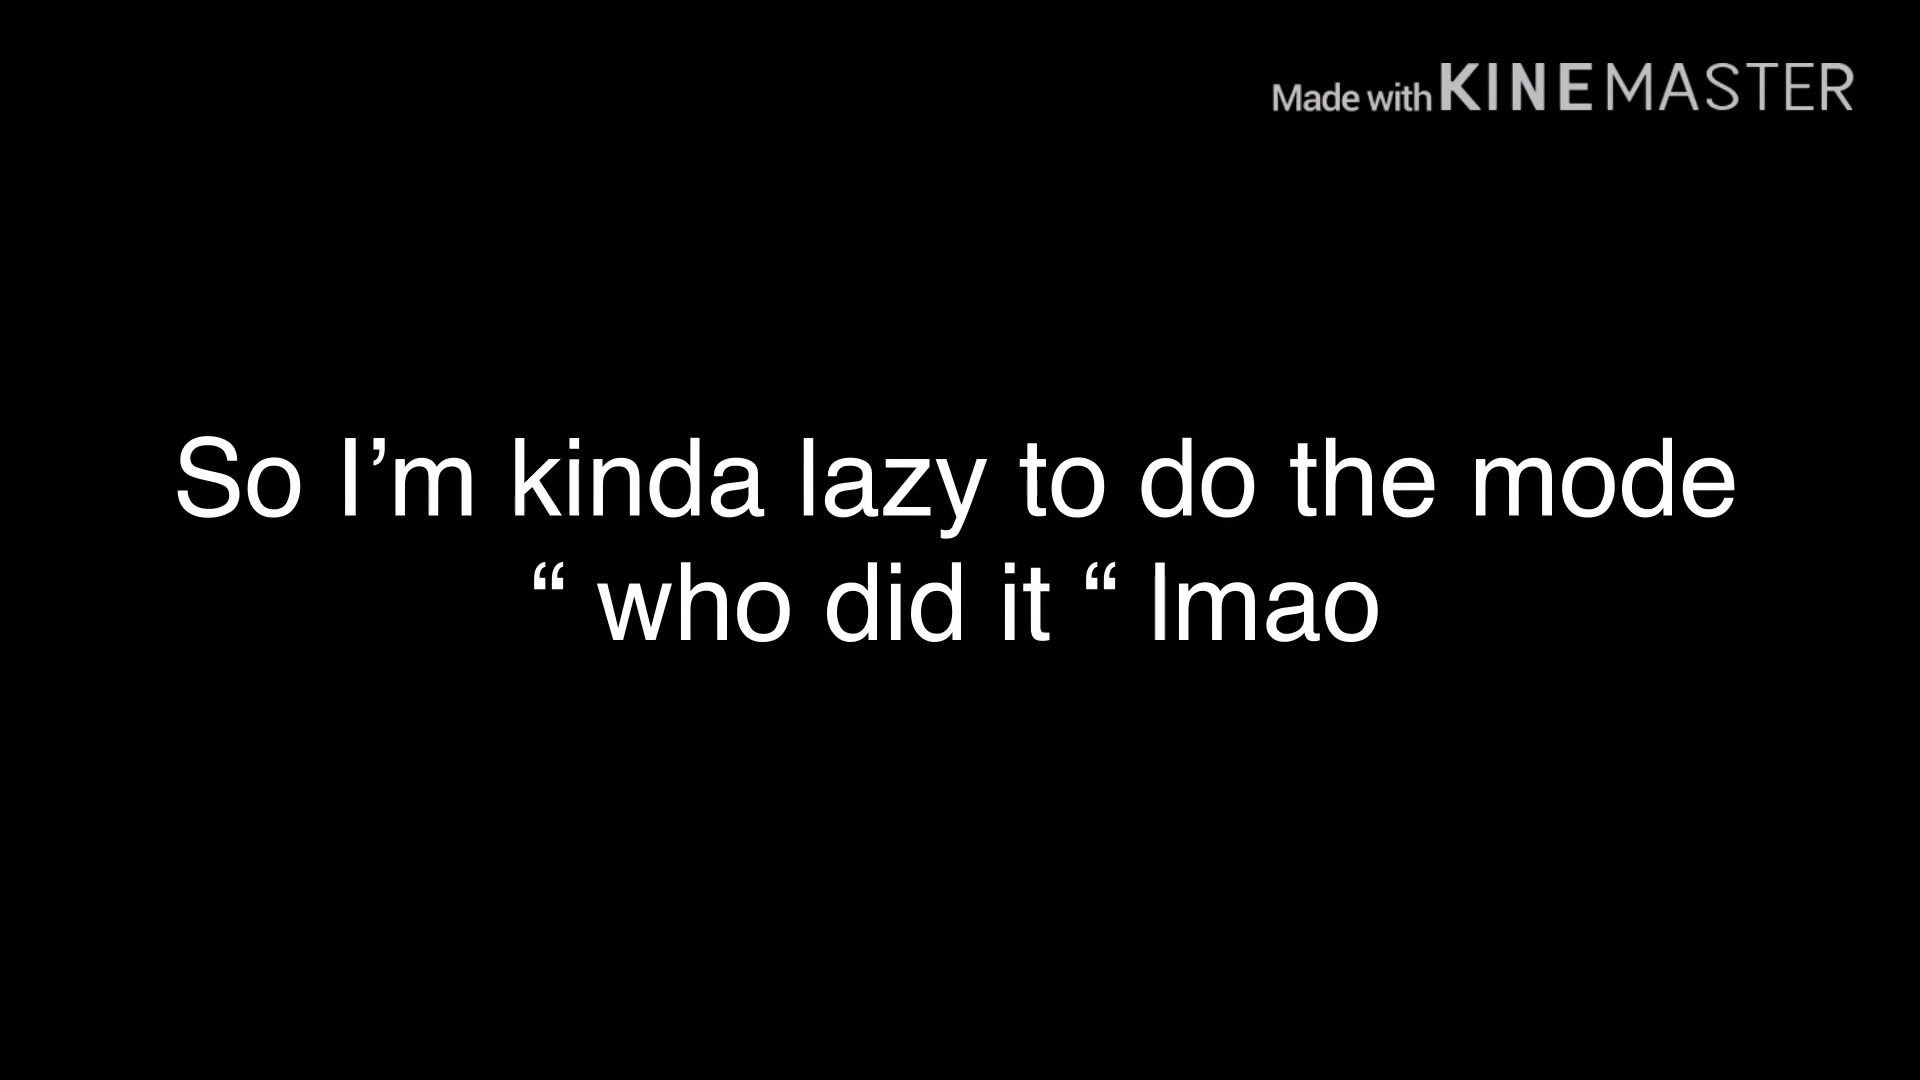 Made with KINEMASTER
So I’m kinda lazy to do the mode
“ who did it “ lmao